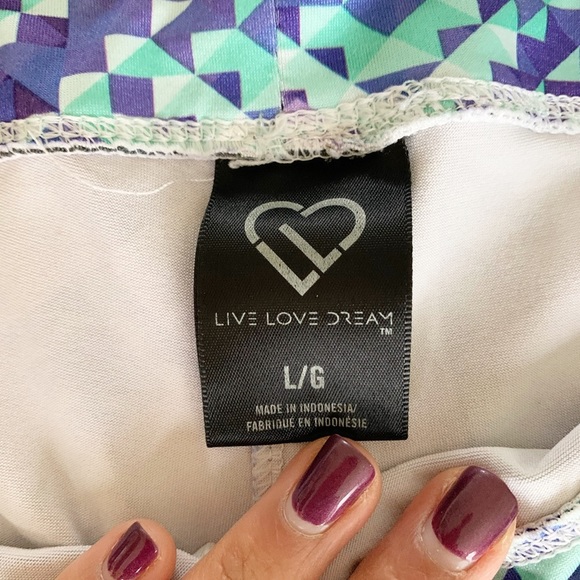 LIVE LOVE DREAM
TM
L/G
MADE IN INDONESIA/
FABRIQUÉ EN INDONÉSIE